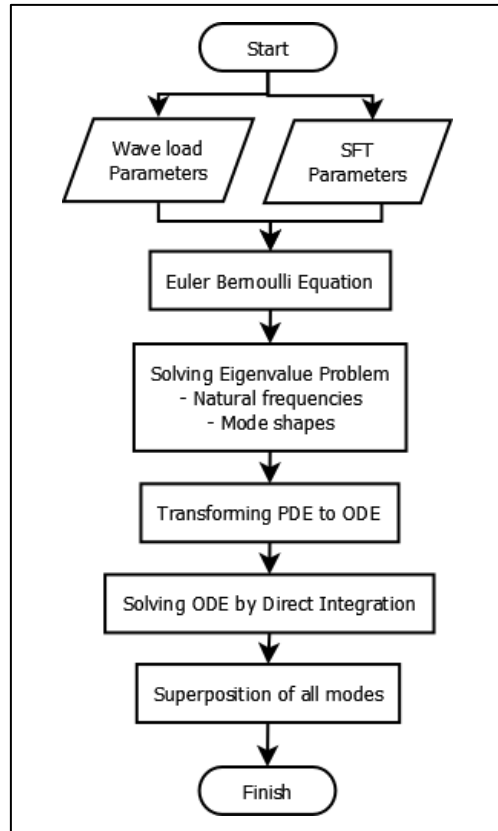 Start
Wave load
Parameters
SFT
Parameters
Euler Bernoulli Equation
Solving Eigenvalue Problem
- Natural frequencies
- Mode shapes
Transforming PDE to ODE
Solving ODE by Direct Integration
Superposition of all modes
Finish